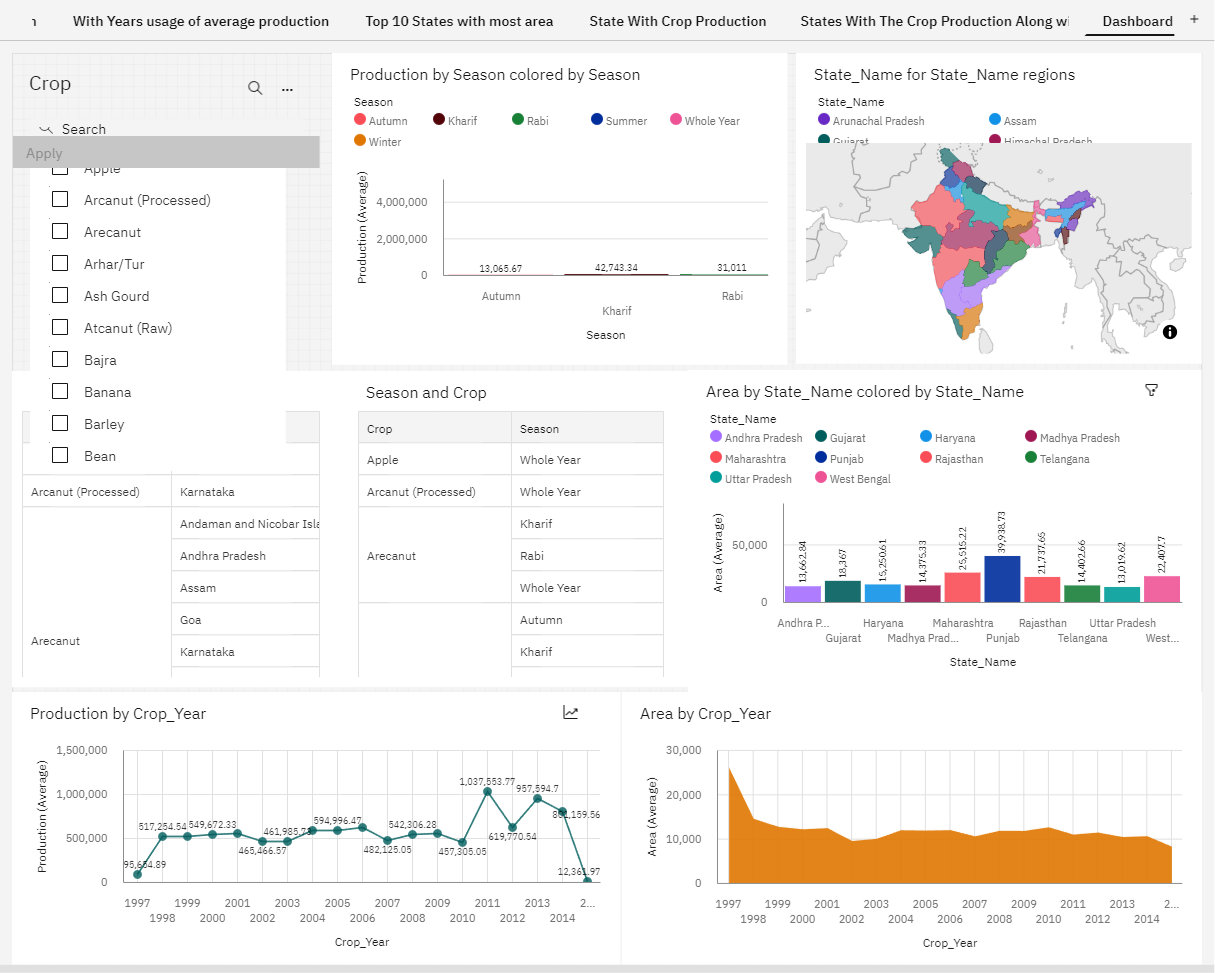 With Years usage of average production
Top 10 States with most area
State With Crop Production
States With The Crop Production Along wi
Dashboard
+
Crop
...
Search
Apply
Apple
Arcanut (Processed)
Arecanut
Arhar/Tur
Ash Gourd
Atcanut (Raw)
Bajra
Banana
Barley
Bean
Production by Season colored by Season
Season
Autumn Kharif Rabi Summer Whole Year
Winter
Production (Average)
4,000,000
2,000,000
0
13,065.67 42,743.34 31,011
Autumn Kharif Rabi
Season
State_Name for State_Name regions
State_Name
Arunachal Pradesh Assam
Gujarat Himachal Pradesh
Arcanut (Processed) Karnataka
Andaman and Nicobar Isla
Andhra Pradesh
Assam
Goa
Arecanut
Karnataka
Season and Crop
Crop Season
Apple Whole Year
Arcanut (Processed) Whole Year
Kharif
Arecanut Rabi
Whole Year
Autumn
Kharif
Area by State_Name colored by State_Name
State_Name
Andhra Pradesh Gujarat Haryana Madhya Pradesh
Maharashtra Punjab Rajasthan Telangana
Uttar Pradesh West Bengal
Area (Average)
50,000
0
13,662.84
18,367
15,250.61
14,375.33
25,515.22
39,938.73
21,737.65
14,402.66
13,019.62
22,407.7
Andhra P... Haryana Maharashtra Rajasthan Uttar Pradesh
Gujarat Madhya Prad... Punjab Telangana West...
State_Name
Production by Crop_Year
Production (Average)
1,500,000
1,000,000
500,000
0
517,254.54
549,672.33
465,466.57
594,996.47
482,125.05
542,306.28
457,305.05
1,037,553.77
619,770.54
957,594.7
12,361.97
1997 1999 2001 2003 2005 2007 2009 2011 2013 2...
1998 2000 2002 2004 2006 2008 2010 2012 2014
Crop_Year
Area by Crop_Year
Area (Average)
30,000
20,000
10,000
0
1997 1999 2001 2003 2005 2007 2009 2011 2013 2...
1998 2000 2002 2004 2006 2008 2010 2012 2014
Crop_Year